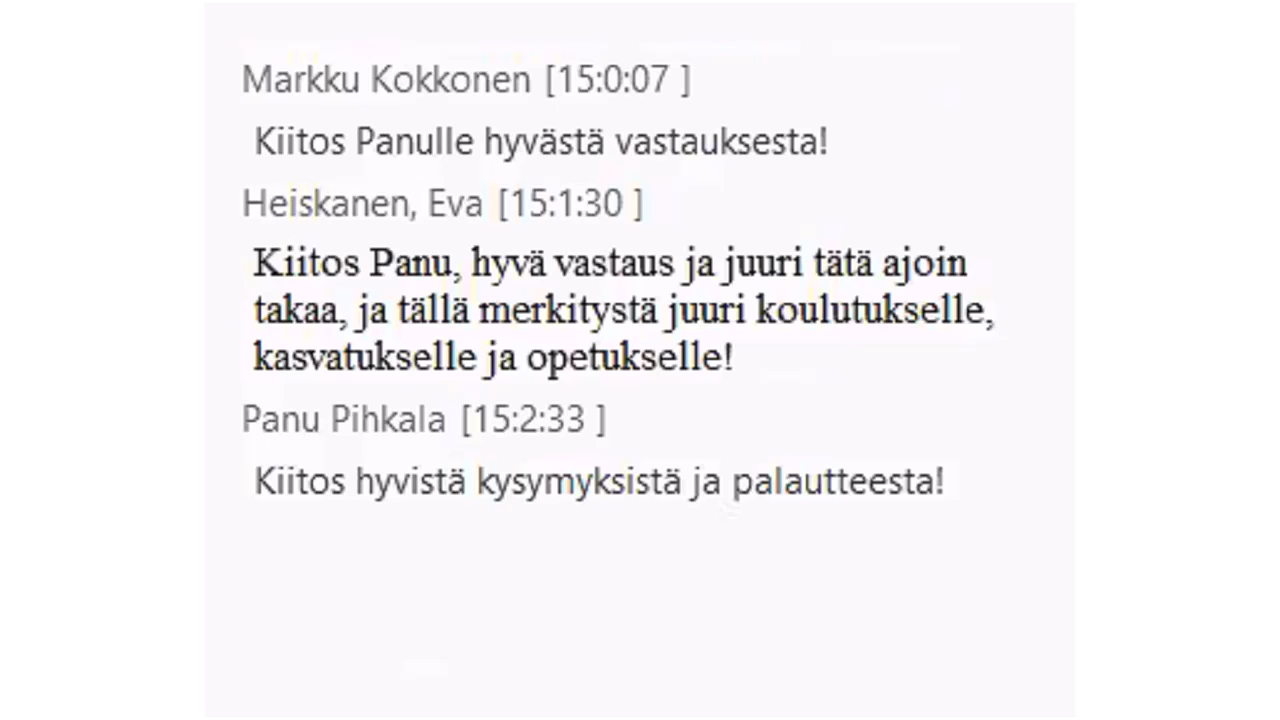 Markku Kokkonen [15:0:07 ]
Kiitos Panulle hyvästä vastauksesta!
Heiskanen, Eva [15:1:30 ]
Kiitos Panu, hyvä vastaus ja juuri tätä ajoin
takaa, ja tällä merkitystä juuri koulutukselle,
kasvatukselle ja opetukselle!
Panu Pihkala [15:2:33 ]
Kiitos hyvistä kysymyksistä ja palautteesta!